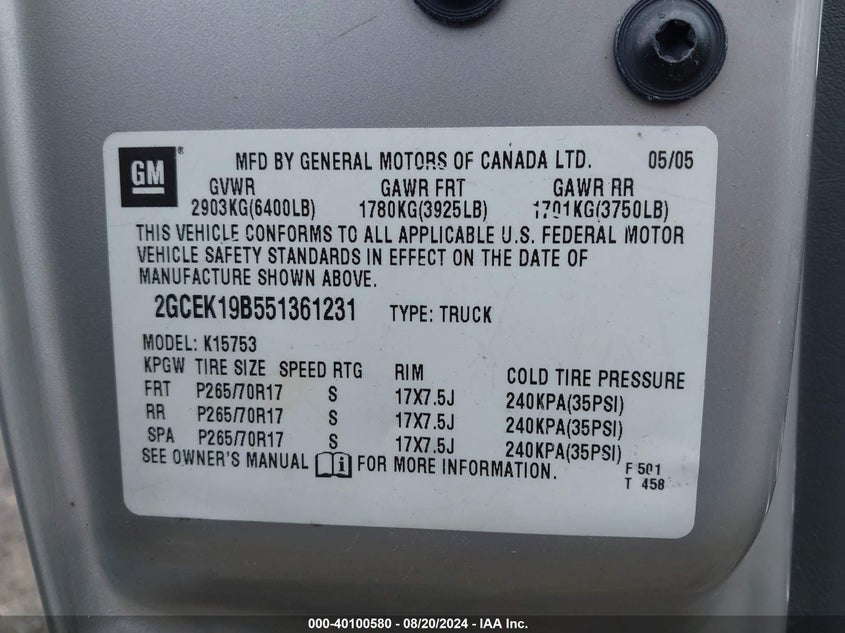 GM® MFD BY GENERAL MOTORS OF CANADA LTD. 05/05
GVWR GAWR FRT GAWR RR
2903KG(6400LB) 1780KG(3925LB) 1701KG(3750LB)
THIS VEHICLE CONFORMS TO ALL APPLICABLE U.S. FEDERAL MOTOR
VEHICLE SAFETY STANDARDS IN EFFECT ON THE DATE OF
MANUFACTURE SHOWN ABOVE.
2GCEK19B551361231 TYPE: TRUCK
MODEL: K15753
KPGW TIRE SIZE SPEED RTG RIM COLD TIRE PRESSURE
FRT P265/70R17 S 17X7.5J 240KPA(35PSI)
RR P265/70R17 S 17X7.5J 240KPA(35PSI)
SPA P265/70R17 S 17X7.5J 240KPA(35PSI)
SEE OWNER'S MANUAL i FOR MORE INFORMATION.
F 501
T 458
000-40100580 - 08/20/2024 - IAA Inc.